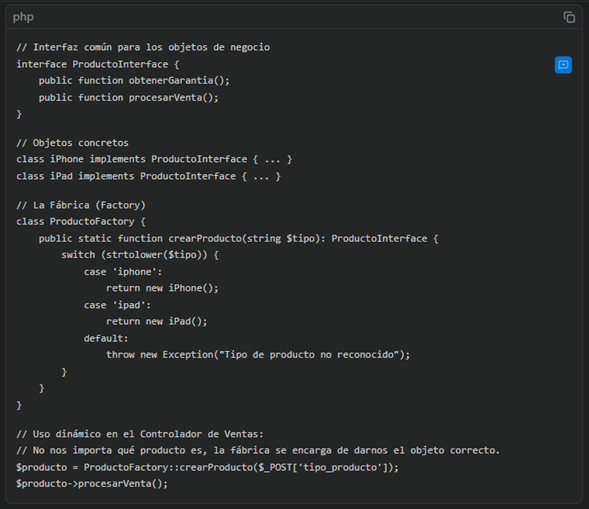 php
// Interfaz común para los objetos de negocio
interface ProductoInterface {
    public function obtenerGarantia();
    public function procesarVenta();
}
// Objetos concretos
class iPhone implements ProductoInterface { ... }
class iPad implements ProductoInterface { ... }
// La Fábrica (Factory)
class ProductoFactory {
    public static function crearProducto(string $tipo): ProductoInterface {
        switch (strtolower($tipo)) {
            case 'iphone':
                return new iPhone();
            case 'ipad':
                return new iPad();
            default:
                throw new Exception("Tipo de producto no reconocido");
        }
    }
}
// Uso dinámico en el Controlador de Ventas:
// No nos importa qué producto es, la fábrica se encarga de darnos el objeto correcto.
$producto = ProductoFactory::crearProducto($_POST['tipo_producto']);
$producto->procesarVenta();